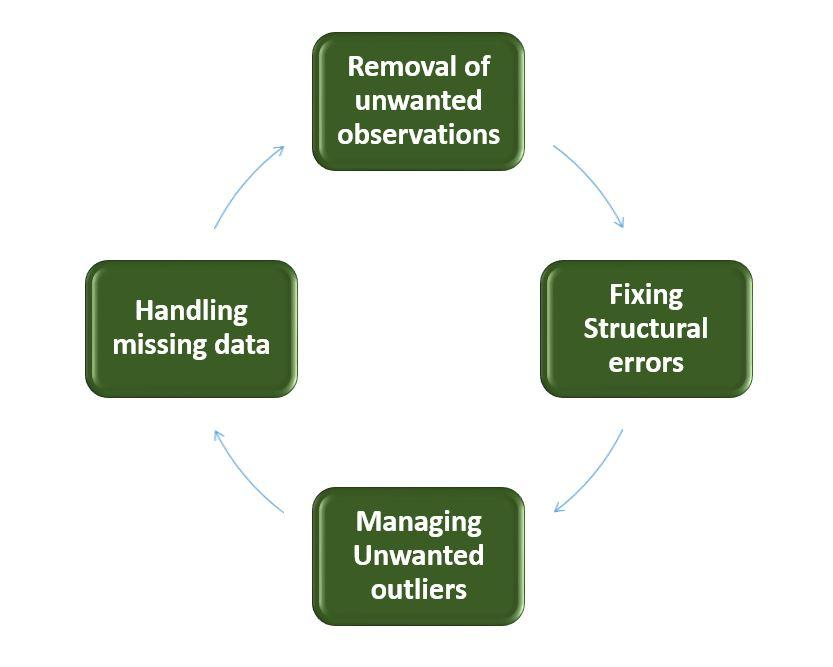 Removal of
unwanted
observations
Fixing
Structural
errors
Managing
Unwanted
outliers
Handling
missing data